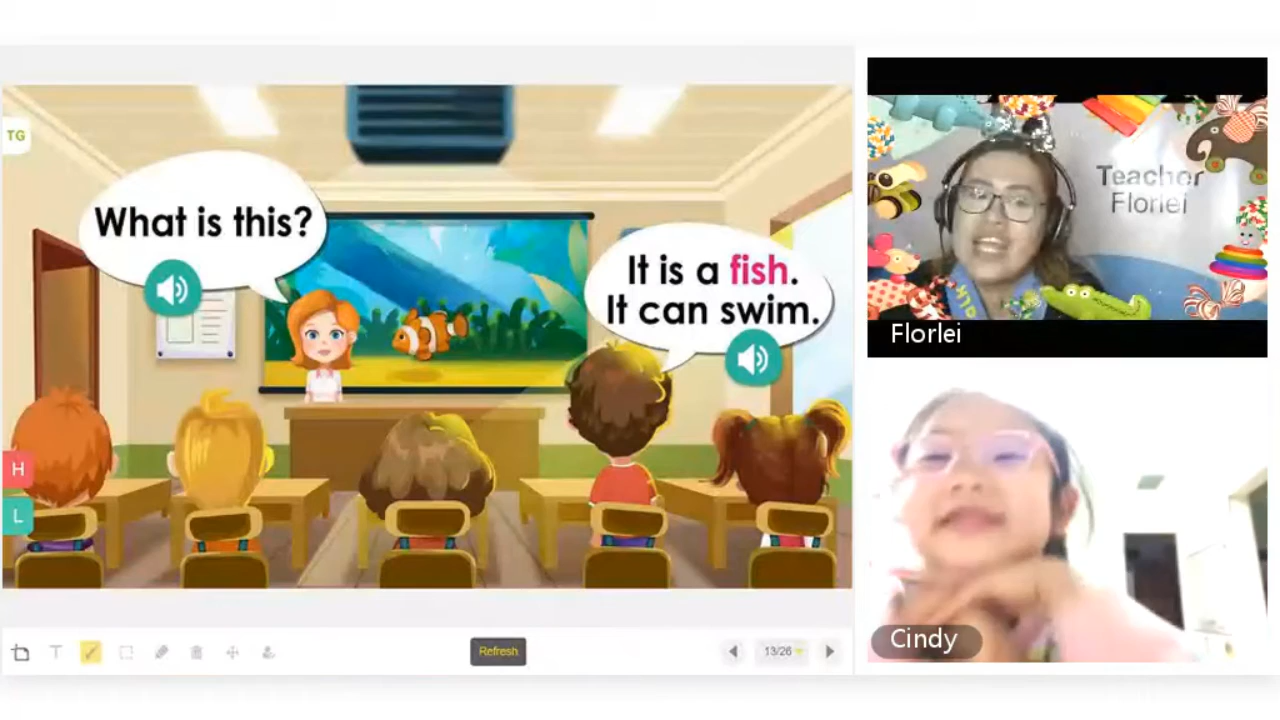 TG
What is this?
It is a fish.
It can swim.
H
L
Refresh
13/26
Teacher
Florlei
Florlei
Cindy